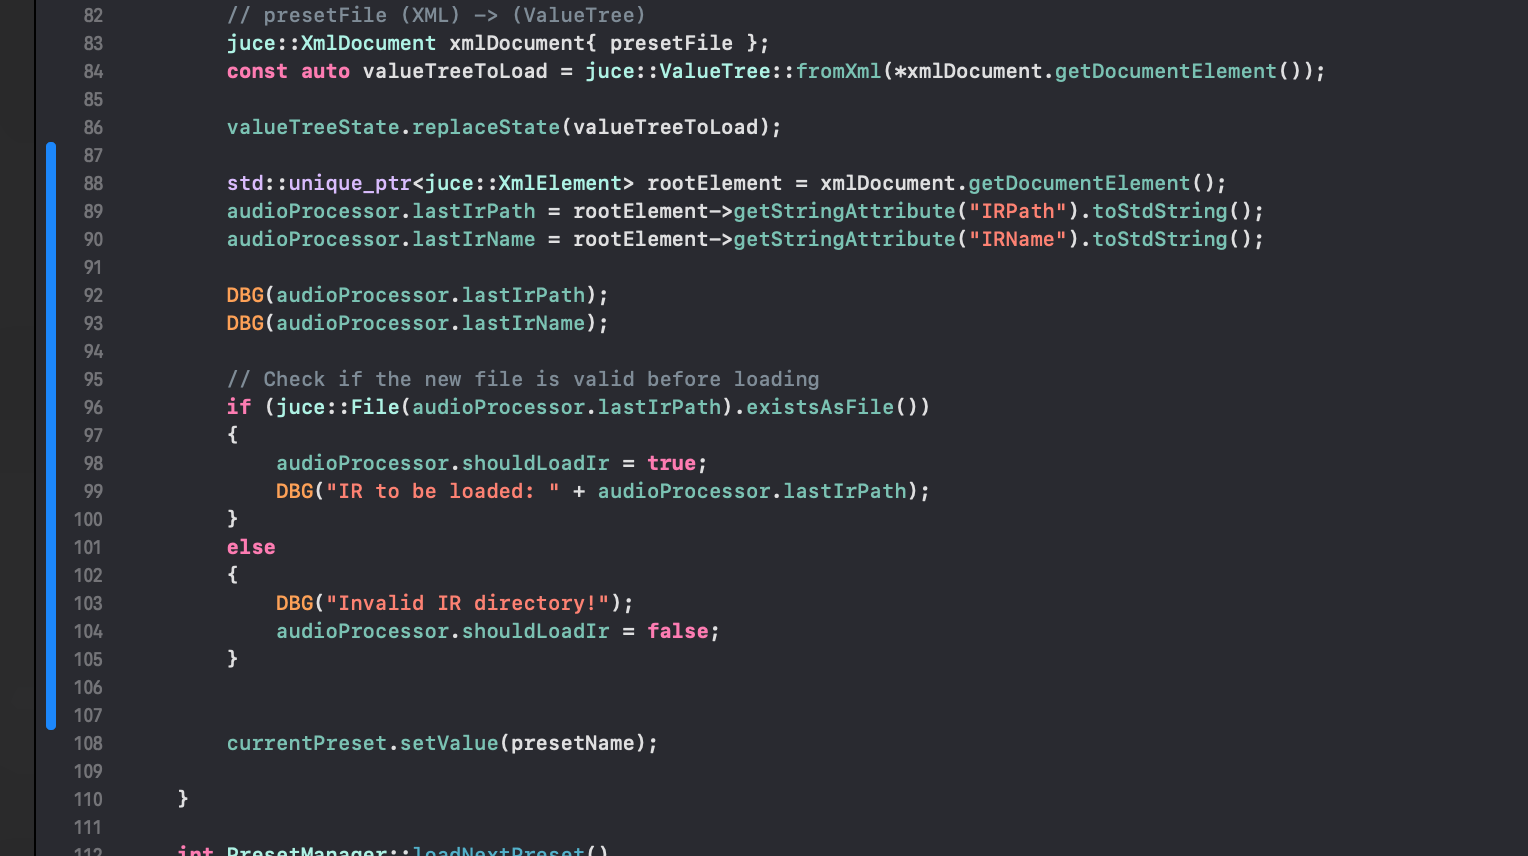 82 // presetFile (XML) -> (ValueTree)
83 juce::XmlDocument xmlDocument{ presetFile };
84 const auto valueTreeToLoad = juce::ValueTree::fromXml(*xmlDocument.getDocumentElement());
85
86 valueTreeState.replaceState(valueTreeToLoad);
87
88 std::unique_ptr<juce::XmlElement> rootElement = xmlDocument.getDocumentElement();
89 audioProcessor.lastIrPath = rootElement->getStringAttribute("IRPath").toStdString();
90 audioProcessor.lastIrName = rootElement->getStringAttribute("IRName").toStdString();
91
92 DBG(audioProcessor.lastIrPath);
93 DBG(audioProcessor.lastIrName);
94
95 // Check if the new file is valid before loading
96 if (juce::File(audioProcessor.lastIrPath).existsAsFile())
97 {
98 audioProcessor.shouldLoadIr = true;
99 DBG("IR to be loaded: " + audioProcessor.lastIrPath);
100 }
101 else
102 {
103 DBG("Invalid IR directory!");
104 audioProcessor.shouldLoadIr = false;
105 }
106
107
108 currentPreset.setValue(presetName);
109
110 }
111
112 int PresetManager::loadNextPreset()